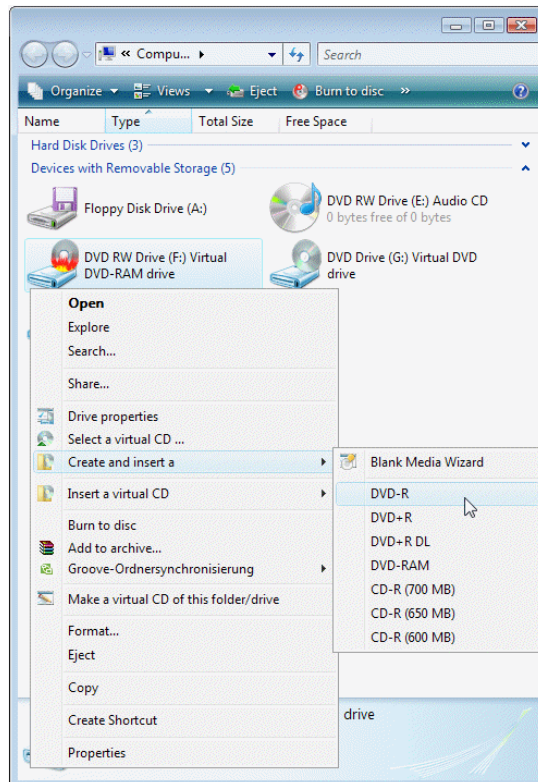 « Compu...
Search
Organize Views Eject Burn to disc »
Name Type Total Size Free Space
Hard Disk Drives (3)
Devices with Removable Storage (5)
Floppy Disk Drive (A:)
DVD RW Drive (E:) Audio CD
0 bytes free of 0 bytes
DVD RW Drive (F:) Virtual
DVD-RAM drive
DVD Drive (G:) Virtual DVD
drive
Open
Explore
Search...
Share...
Drive properties
Select a virtual CD ...
Create and insert a
Insert a virtual CD
Burn to disc
Add to archive...
Groove-Ordnersynchronisierung
Make a virtual CD of this folder/drive
Format...
Eject
Copy
Create Shortcut
Properties
Blank Media Wizard
DVD-R
DVD+R
DVD+R DL
DVD-RAM
CD-R (700 MB)
CD-R (650 MB)
CD-R (600 MB)
drive